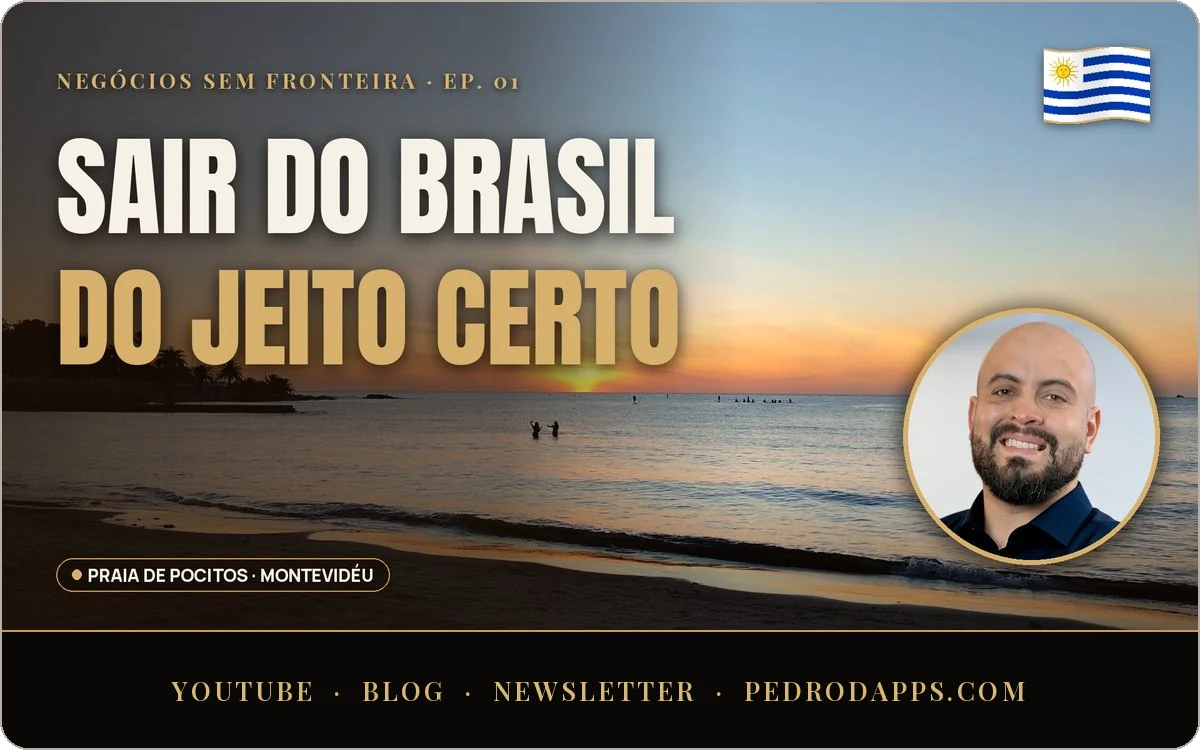 NEGÓCIOS SEM FRONTEIRA · EP. 01
SAIR DO BRASIL
DO JEITO CERTO
PRAIA DE POCITOS · MONTEVIDÉU
YOUTUBE · BLOG · NEWSLETTER · PEDRODAPPS.COM